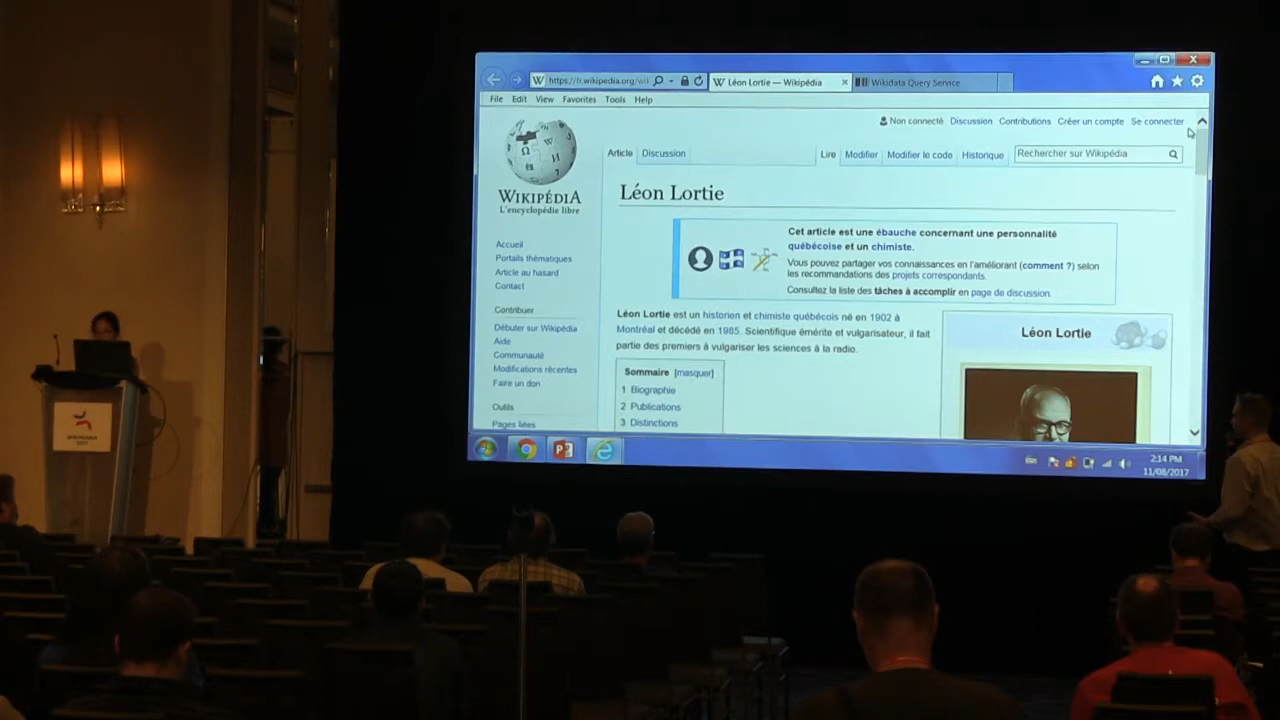 https://fr.wikipedia.org/wi
Léon Lortie — Wikipédia
Wikidata Query Service
File Edit View Favorites Tools Help
Non connecté Discussion Contributions Créer un compte Se connecter
Article Discussion Lire Modifier Modifier le code Historique Rechercher sur Wikipédia
WIKIPÉDIA
L'encyclopédie libre
Accueil
Portails thématiques
Article au hasard
Contact
Contribuer
Débuter sur Wikipédia
Aide
Communauté
Modifications récentes
Faire un don
Outils
Pages liées
Léon Lortie
Cet article est une ébauche concernant une personnalité
québécoise et un chimiste.
Vous pouvez partager vos connaissances en l'améliorant (comment ?) selon
les recommandations des projets correspondants.
Consultez la liste des tâches à accomplir en page de discussion.
Léon Lortie est un historien et chimiste québécois né en 1902 à
Montréal et décédé en 1985. Scientifique émérite et vulgarisateur, il fait
partie des premiers à vulgariser les sciences à la radio.
Sommaire [masquer]
1 Biographie
2 Publications
3 Distinctions
Léon Lortie
2:14 PM
11/08/2017
WIKIMANIA
2017